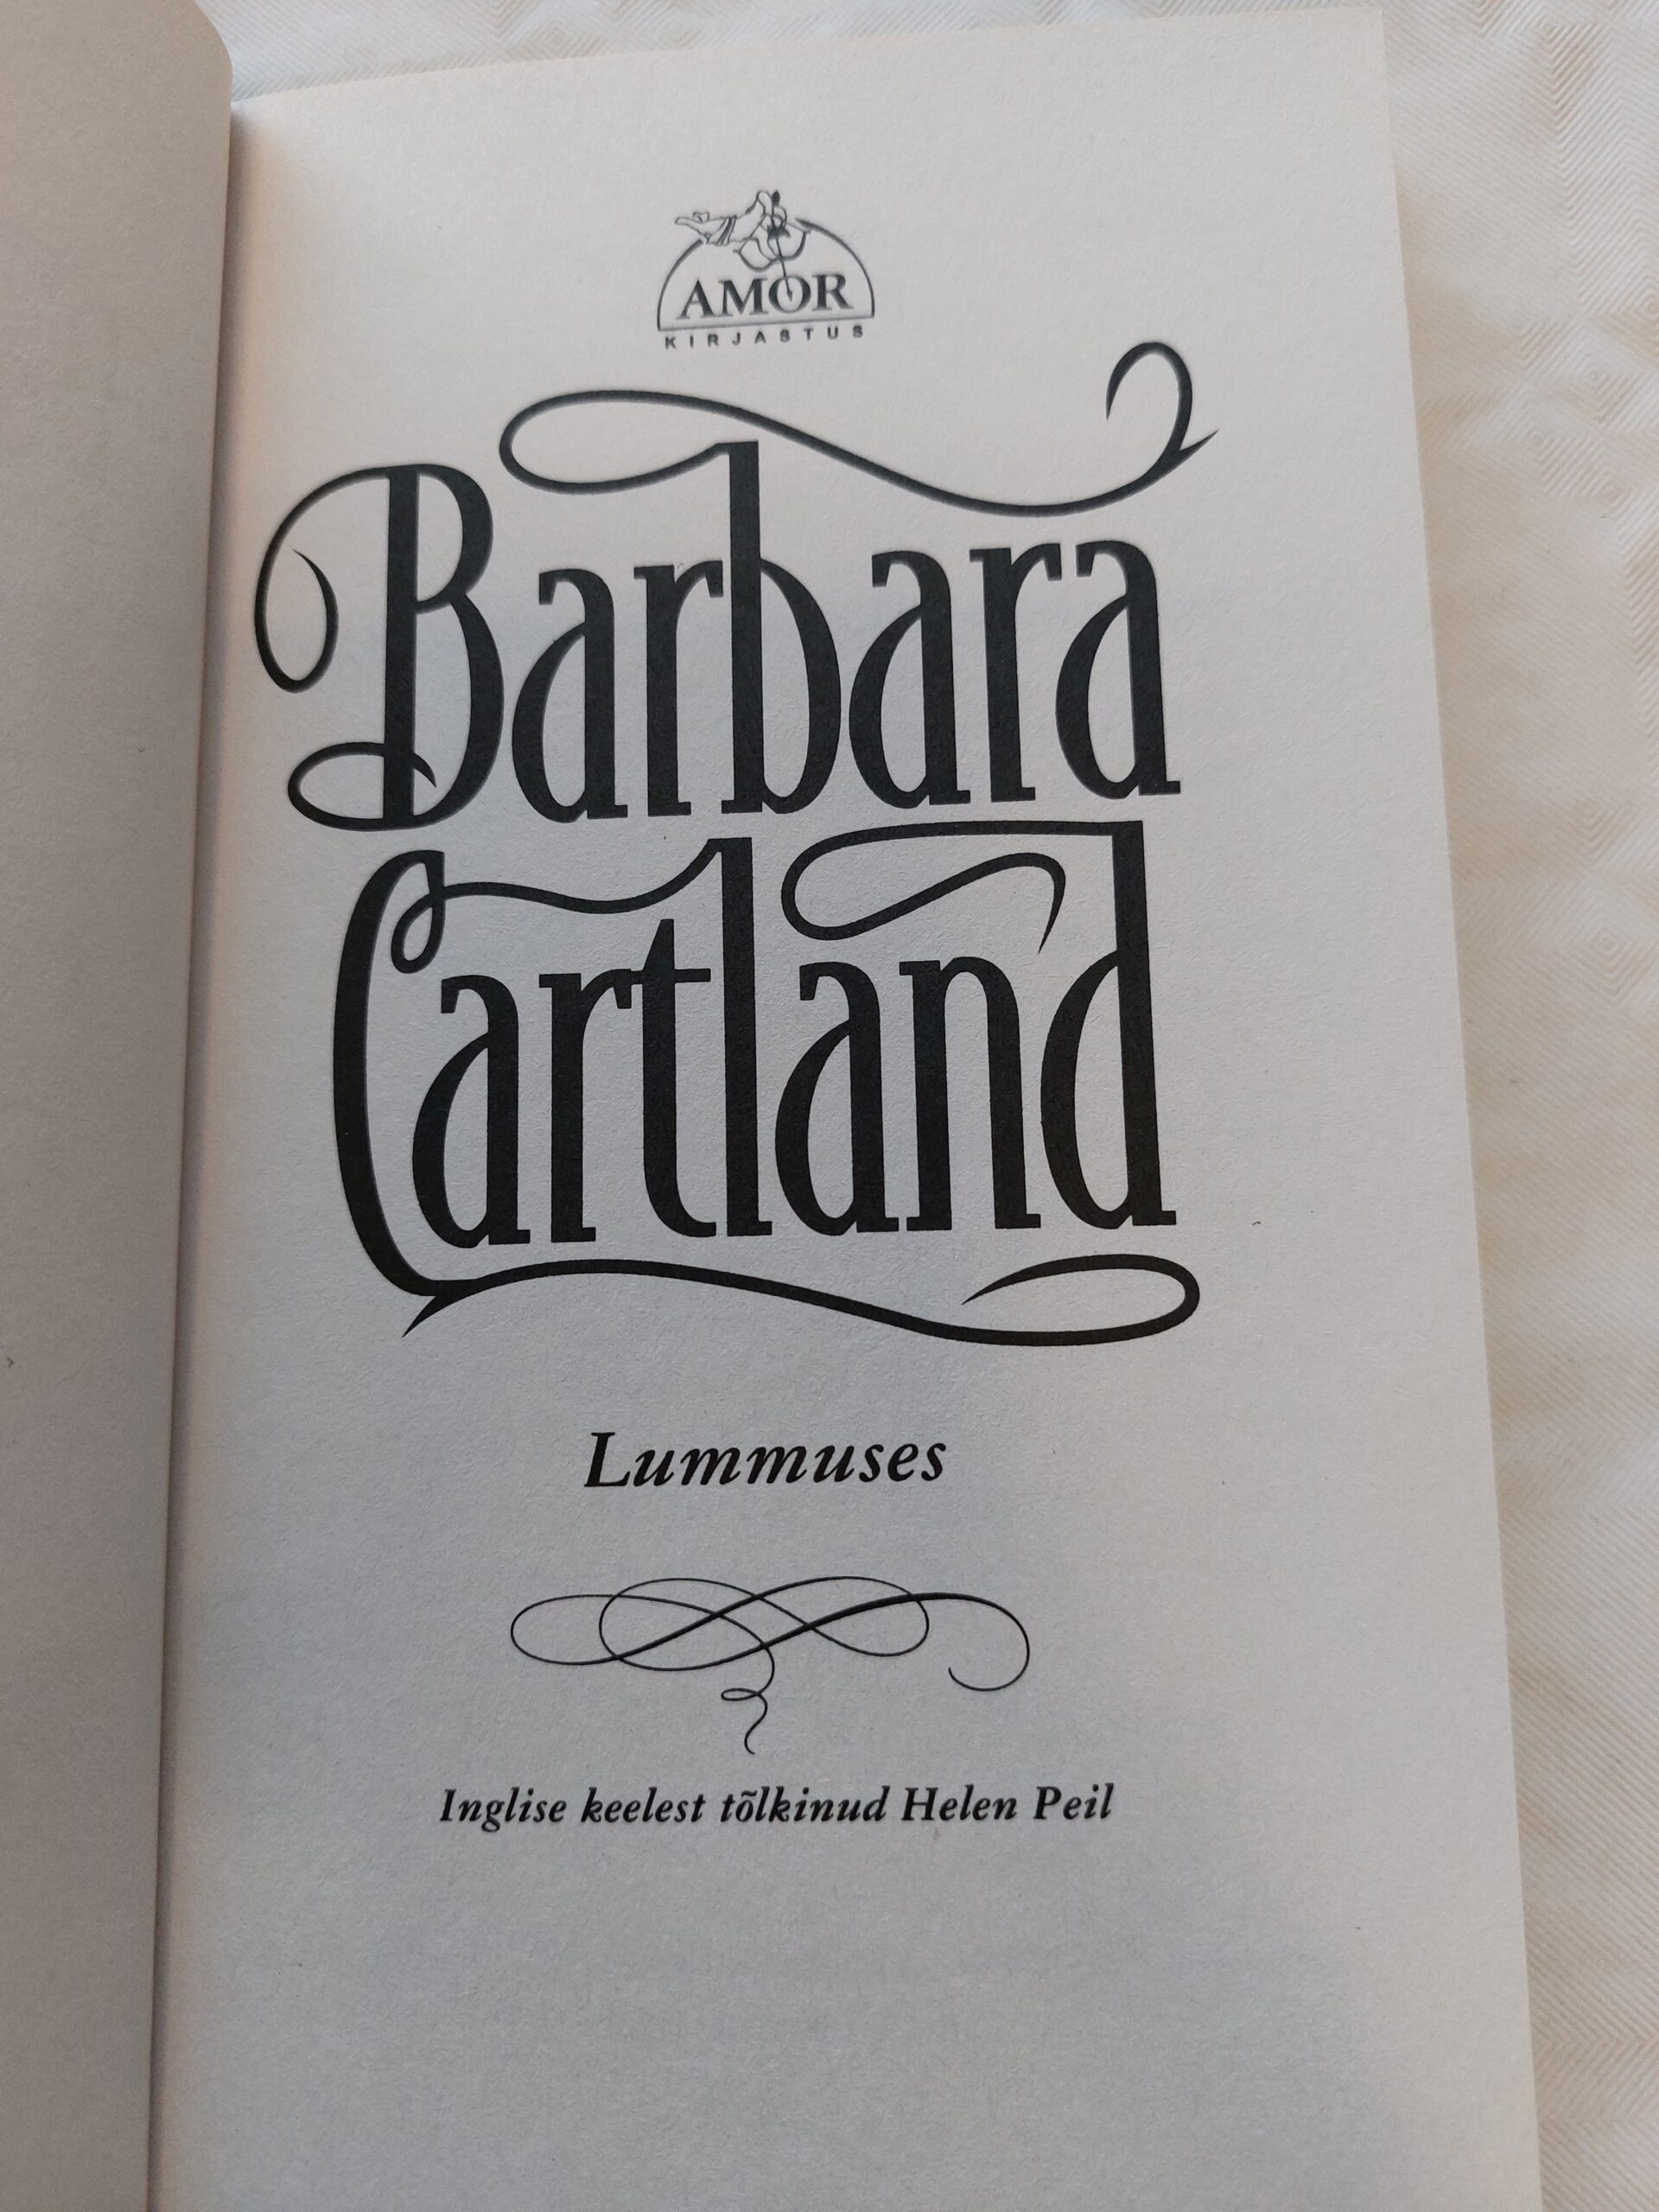 AMOR
KIRJASTUS
Barbara
Cartland
Lummuses
Inglise keelest tõlkinud Helen Peil